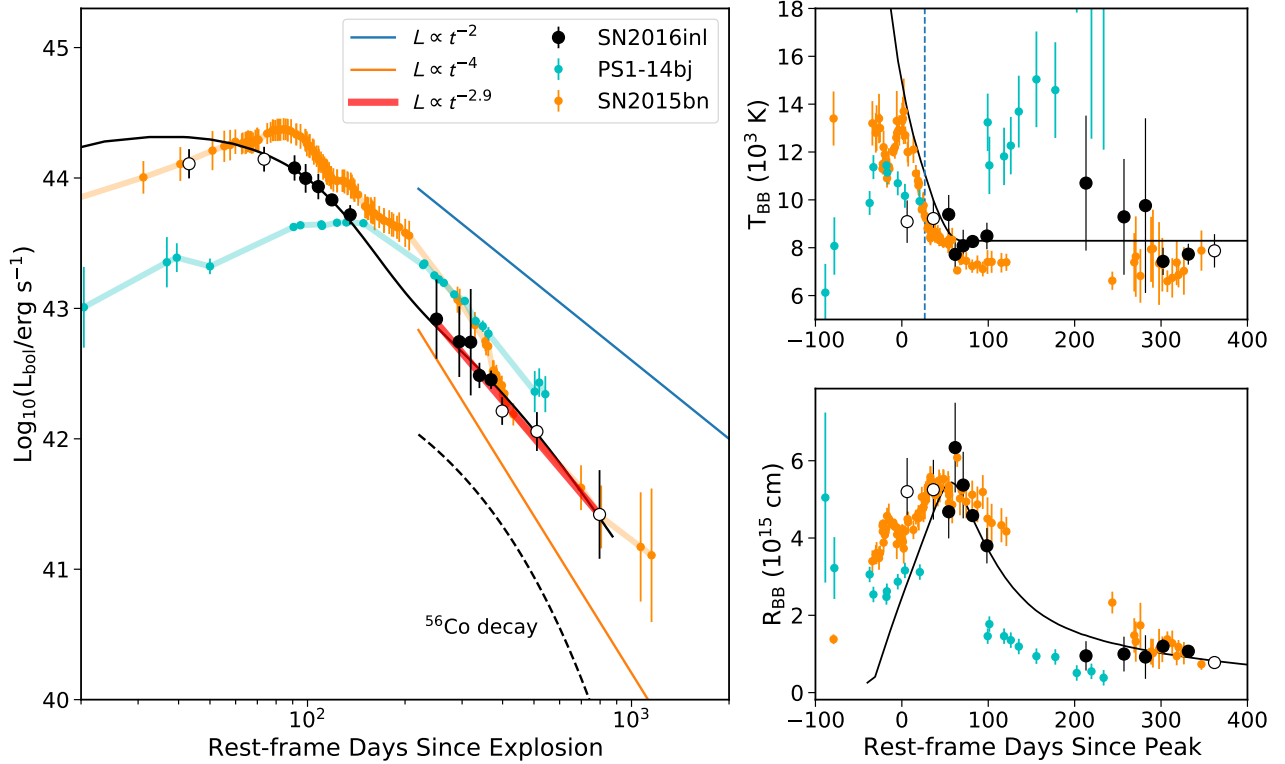 45
44
43
42
41
40
Log₁₀(L_bol/erg s⁻¹)
L ∝ t⁻²
L ∝ t⁻⁴
L ∝ t⁻²·⁹
SN2016inl
PS1-14bj
SN2015bn
⁵⁶Co decay
10²
10³
Rest-frame Days Since Explosion
18
16
14
12
10
8
6
T_BB (10³ K)
−100
0
100
200
300
400
6
4
2
0
R_BB (10¹⁵ cm)
−100
0
100
200
300
400
Rest-frame Days Since Peak